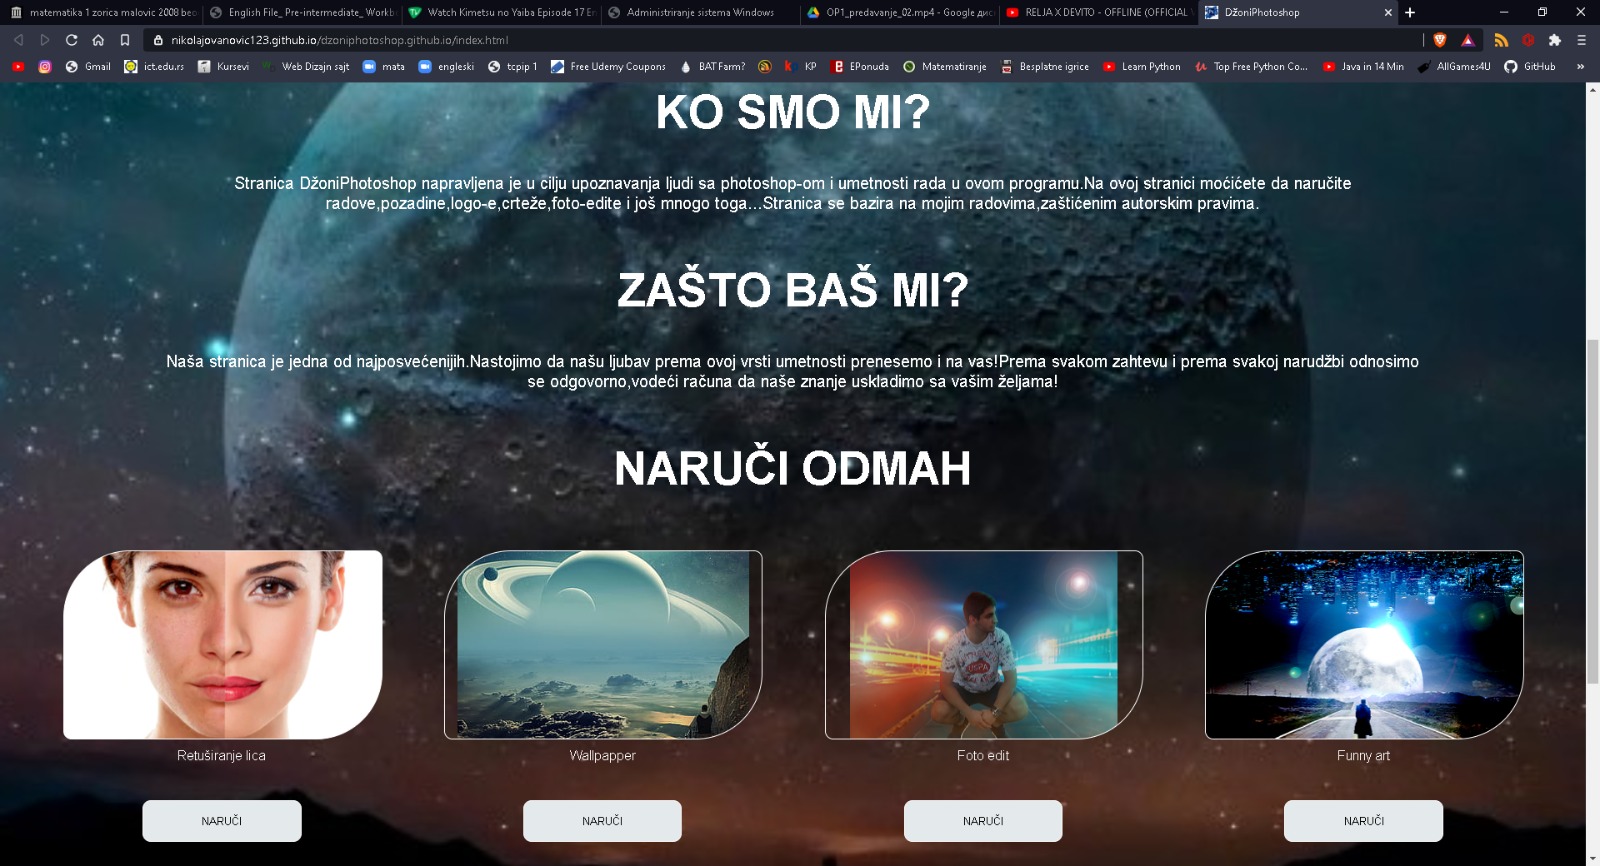 matematika 1 zorica malovic 2008 beo
English File_ Pre-intermediate_ Workb
Watch Kimetsu no Yaiba Episode 17 En
Administriranje sistema Windows
OP1_predavanje_02.mp4 - Google дис
RELJA X DEVITO - OFFLINE (OFFICIAL
DžoniPhotoshop
nikolajovanovic123.github.io/dzoniphotoshop.github.io/index.html
Gmail ict.edu.rs Kursevi Web Dizajn sajt mata engleski tcpip 1 Free Udemy Coupons BAT Farm? KP EPonuda Matematiranje Besplatne igrice Learn Python Top Free Python Co... Java in 14 Min AllGames4U GitHub »
KO SMO MI?
Stranica DžoniPhotoshop napravljena je u cilju upoznavanja ljudi sa photoshop-om i umetnosti rada u ovom programu.Na ovoj stranici moćićete da naručite
radove,pozadine,logo-e,crteže,foto-edite i još mnogo toga...Stranica se bazira na mojim radovima,zaštićenim autorskim pravima.
ZAŠTO BAŠ MI?
Naša stranica je jedna od najposvećenijih.Nastojimo da našu ljubav prema ovoj vrsti umetnosti prenesemo i na vas!Prema svakom zahtevu i prema svakoj narudžbi odnosimo
se odgovorno,vodeći računa da naše znanje uskladimo sa vašim željama!
NARUČI ODMAH
Retuširanje lica
Wallpapper
Foto edit
Funny art
NARUČI
NARUČI
NARUČI
NARUČI